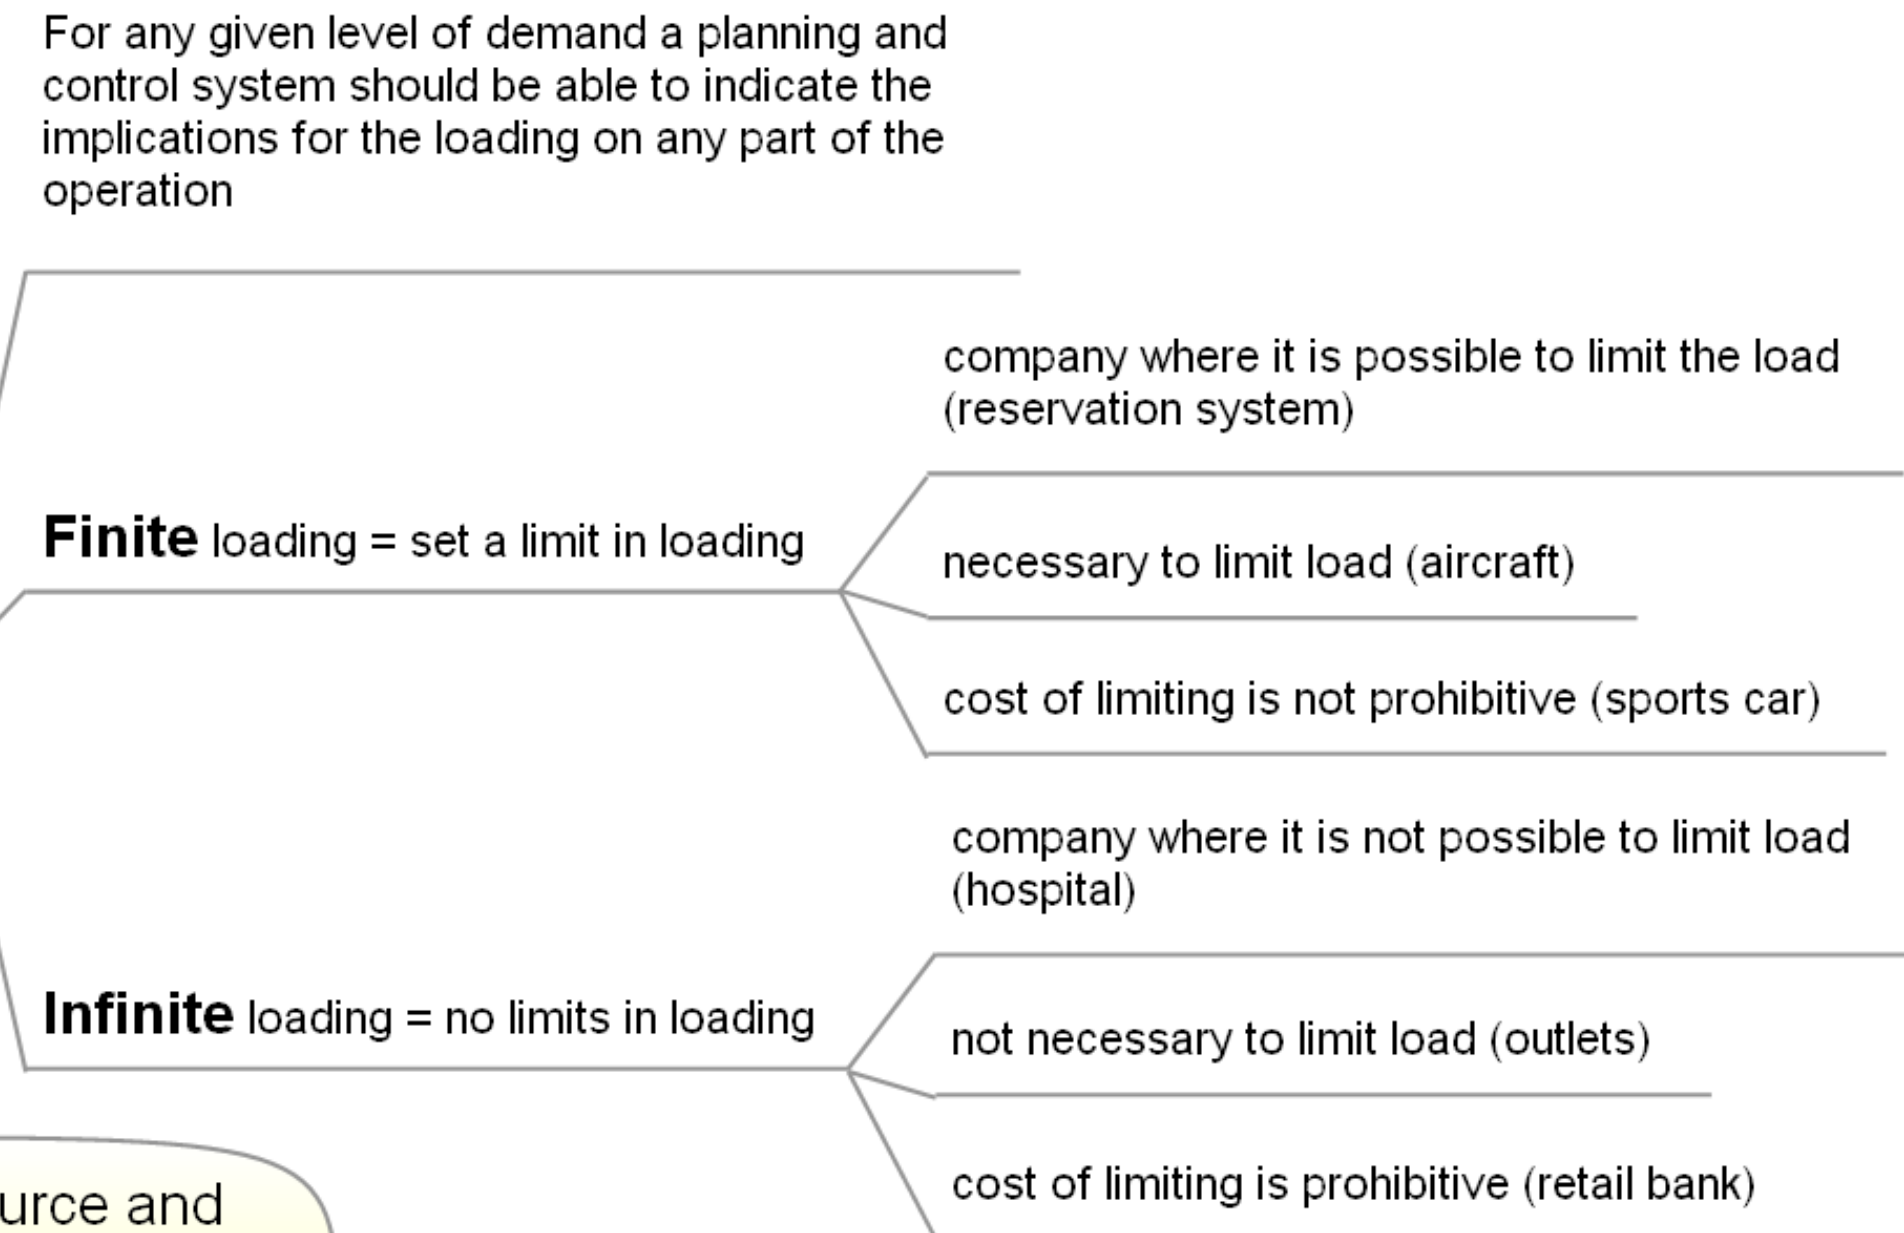 For any given level of demand a planning and
control system should be able to indicate the
implications for the loading on any part of the
operation
company where it is possible to limit the load
(reservation system)
Finite loading = set a limit in loading
necessary to limit load (aircraft)
cost of limiting is not prohibitive (sports car)
company where it is not possible to limit load
(hospital)
Infinite loading = no limits in loading
not necessary to limit load (outlets)
cost of limiting is prohibitive (retail bank)
urce and